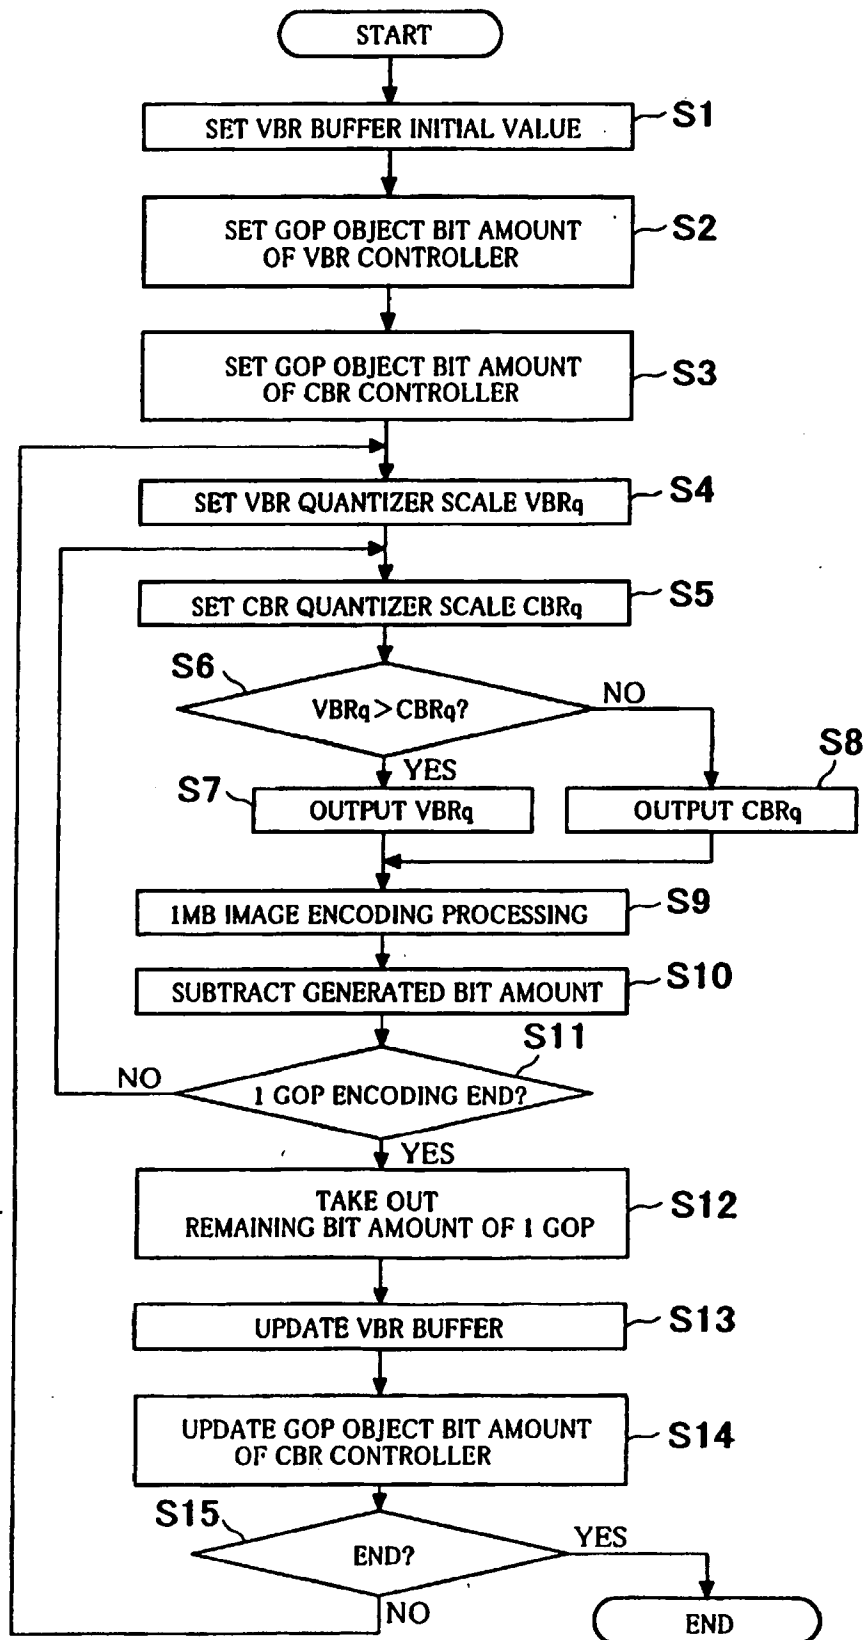 START
SET VBR BUFFER INITIAL VALUE
S1
SET GOP OBJECT BIT AMOUNT
OF VBR CONTROLLER
S2
SET GOP OBJECT BIT AMOUNT
OF CBR CONTROLLER
S3
SET VBR QUANTIZER SCALE VBRq
S4
SET CBR QUANTIZER SCALE CBRq
S5
S6
VBRq>CBRq?
NO
YES
S7
OUTPUT VBRq
S8
OUTPUT CBRq
1MB IMAGE ENCODING PROCESSING
S9
SUBTRACT GENERATED BIT AMOUNT
S10
S11
1 GOP ENCODING END?
NO
YES
TAKE OUT
REMAINING BIT AMOUNT OF 1 GOP
S12
UPDATE VBR BUFFER
S13
UPDATE GOP OBJECT BIT AMOUNT
OF CBR CONTROLLER
S14
S15
END?
YES
NO
END